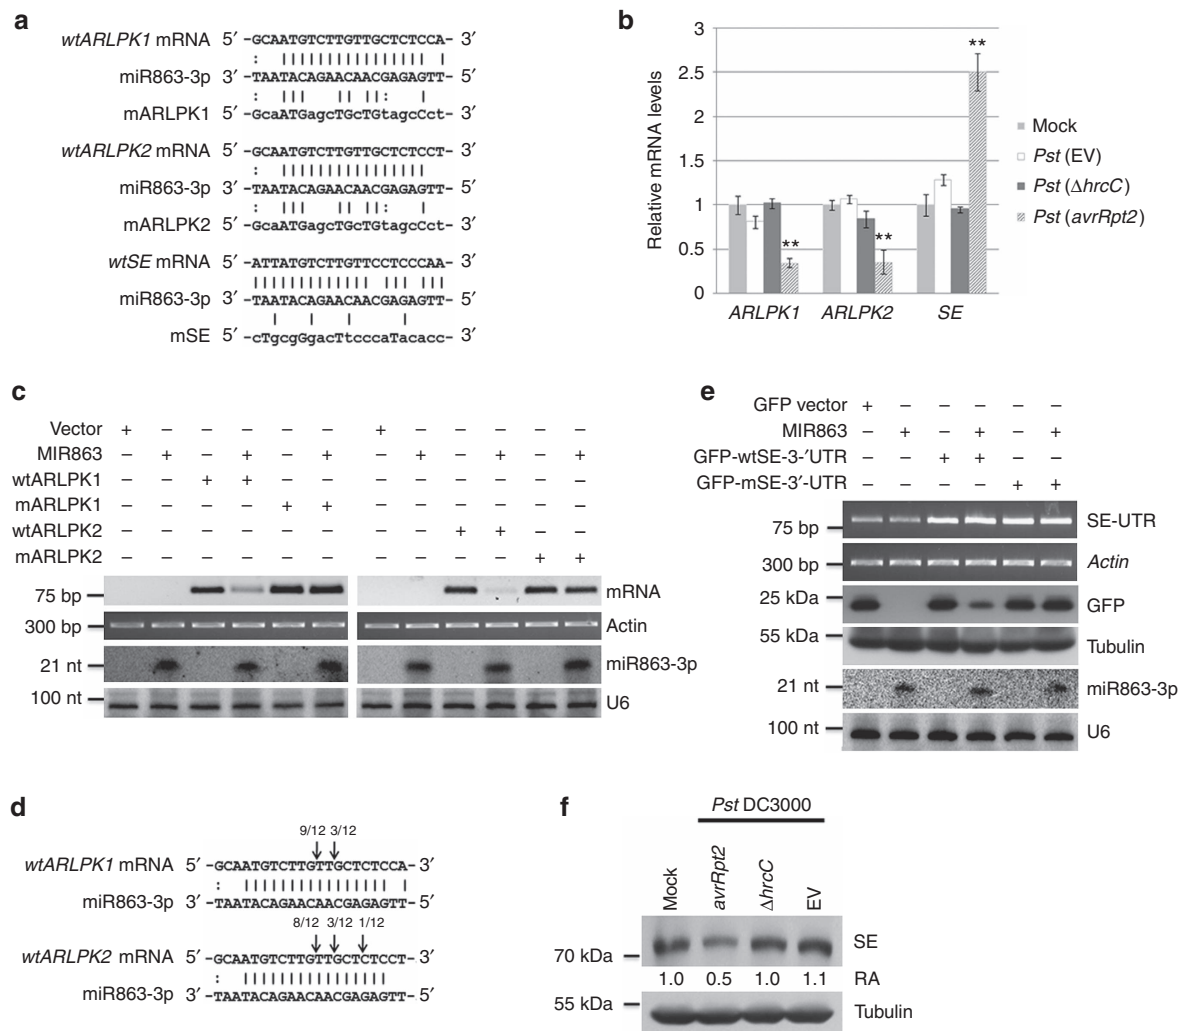 a
wtARLPK1 mRNA 5′ -GCAATGTCTTGTTGCTCTCCA- 3′
miR863-3p 3′ -TAATACAGAACAACGAGAGTT- 5′
mARLPK1 5′ -GcaATGagcTGcTGtagcCct- 3′
wtARLPK2 mRNA 5′ -GCAATGTCTTGTTGCTCTCCT- 3′
miR863-3p 3′ -TAATACAGAACAACGAGAGTT- 5′
mARLPK2 5′ -GcaATGagcTGcTGtagcCct- 3′
wtSE mRNA 5′ -ATTATGTCTTGTTCCTCCCAA- 3′
miR863-3p 3′ -TAATACAGAACAACGAGAGTT- 5′
mSE 5′ -cTgcgGgacTtcccaTacacc- 3′
b
Relative mRNA levels
3
2.5
2
1.5
1
0.5
0
** ** **
ARLPK1 ARLPK2 SE
Mock
Pst (EV)
Pst (ΔhrcC)
Pst (avrRpt2)
c
Vector + – – – – – + – – – – –
MIR863 – + – + – + – + – + – +
wtARLPK1 – – + + – – – – – – – –
mARLPK1 – – – – + + – – – – – –
wtARLPK2 – – – – – – – – + + – –
mARLPK2 – – – – – – – – – – + +
75 bp mRNA
300 bp Actin
21 nt miR863-3p
100 nt U6
e
GFP vector + – – – – –
MIR863 – + – + – +
GFP-wtSE-3-′UTR – – + + – –
GFP-mSE-3′-UTR – – – – + +
75 bp SE-UTR
300 bp Actin
25 kDa GFP
55 kDa Tubulin
21 nt miR863-3p
100 nt U6
d
9/12 3/12
wtARLPK1 mRNA 5′ -GCAATGTCTTGTTGCTCTCCA- 3′
miR863-3p 3′ -TAATACAGAACAACGAGAGTT- 5′
8/12 3/12 1/12
wtARLPK2 mRNA 5′ -GCAATGTCTTGTTGCTCTCCT- 3′
miR863-3p 3′ -TAATACAGAACAACGAGAGTT- 5′
f
Pst DC3000
Mock avrRpt2 ΔhrcC EV
70 kDa SE
1.0 0.5 1.0 1.1 RA
55 kDa Tubulin